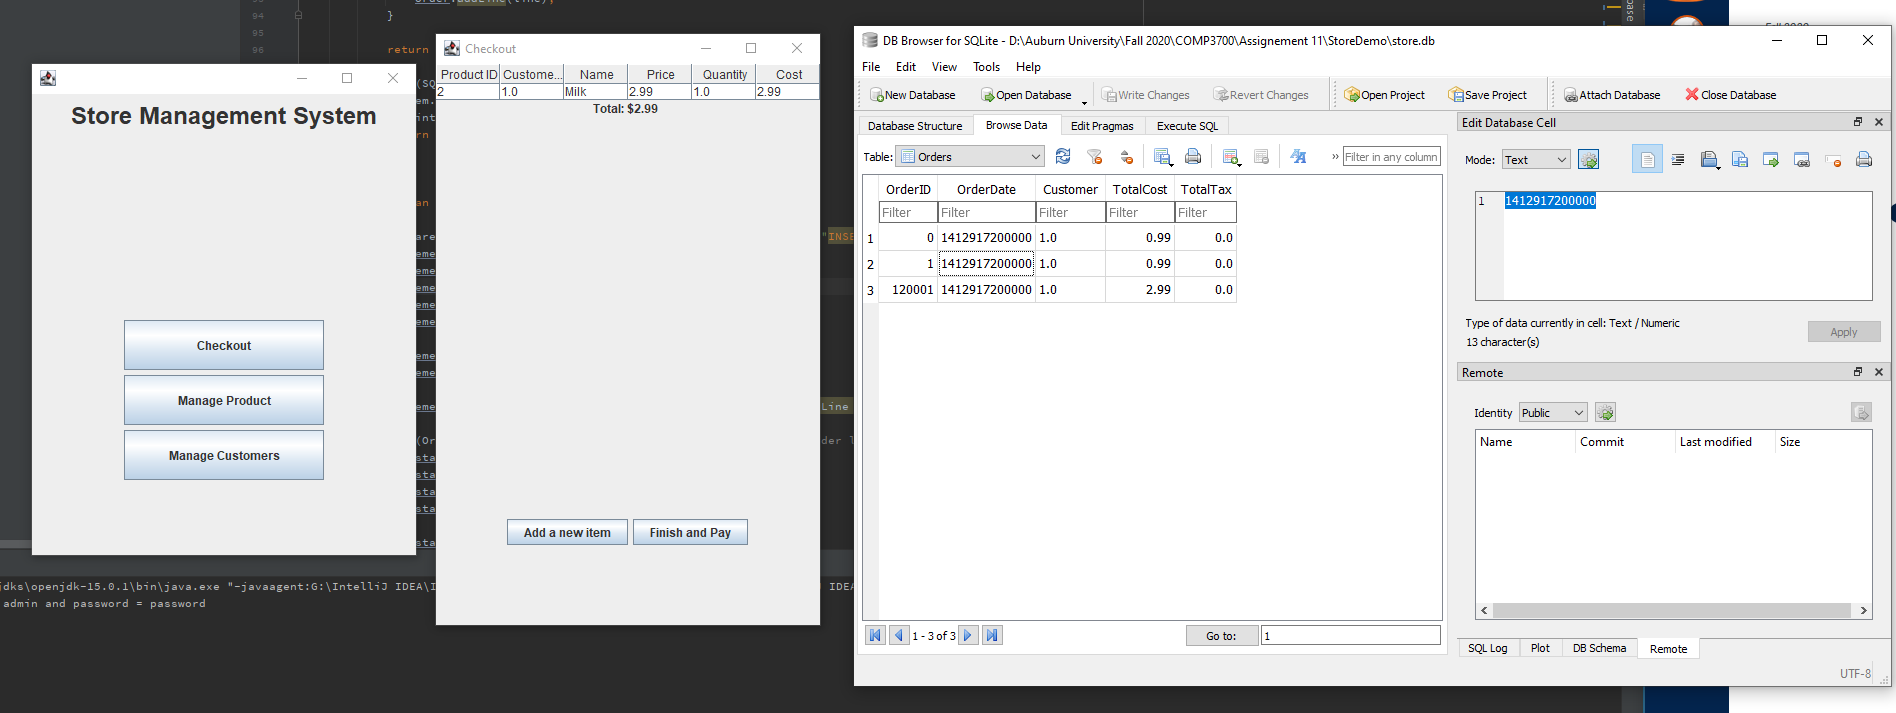 94
}
95
96
return
Store Management System
Checkout
Manage Product
Manage Customers
Checkout
Product ID Custome... Name Price Quantity Cost
2 1.0 Milk 2.99 1.0 2.99
Total: $2.99
Add a new item Finish and Pay
jdks\openjdk-15.0.1\bin\java.exe "-javaagent:G:\IntelliJ IDEA\I
IDEA
admin and password = password
DB Browser for SQLite - D:\Auburn University\Fall 2020\COMP3700\Assignement 11\StoreDemo\store.db
File Edit View Tools Help
New Database Open Database Write Changes Revert Changes Open Project Save Project Attach Database Close Database
Database Structure Browse Data Edit Pragmas Execute SQL
Table: Orders » Filter in any column
OrderID OrderDate Customer TotalCost TotalTax
Filter Filter Filter Filter Filter
1 0 1412917200000 1.0 0.99 0.0
2 1 1412917200000 1.0 0.99 0.0
3 120001 1412917200000 1.0 2.99 0.0
1 - 3 of 3 Go to: 1
Edit Database Cell
Mode: Text
1 1412917200000
Type of data currently in cell: Text / Numeric
13 character(s)
Apply
Remote
Identity Public
Name Commit Last modified Size
SQL Log Plot DB Schema Remote
UTF-8